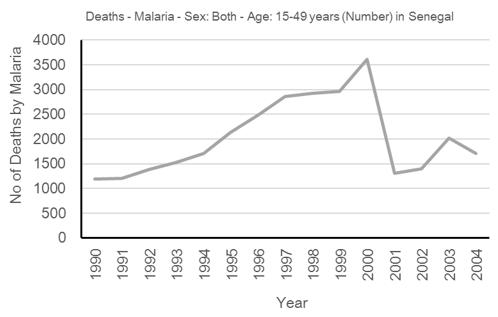 Deaths - Malaria - Sex: Both - Age: 15-49 years (Number) in Senegal
No of Deaths by Malaria
4000
3500
3000
2500
2000
1500
1000
500
0
1990 1991 1992 1993 1994 1995 1996 1997 1998 1999 2000 2001 2002 2003 2004
Year